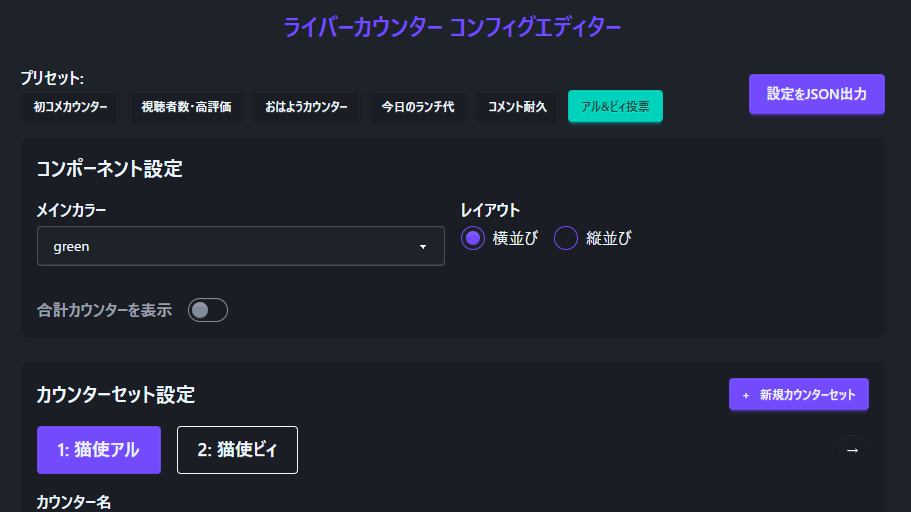 ライバーカウンター コンフィグエディター
プリセット:
初コメカウンター 視聴者数・高評価 おはようカウンター 今日のランチ代 コメント耐久 アル&ビィ投票
設定をJSON出力
コンポーネント設定
メインカラー レイアウト
green 横並び 縦並び
合計カウンターを表示
カウンターセット設定 + 新規カウンターセット
1: 猫使アル 2: 猫使ビィ →
カウンター名